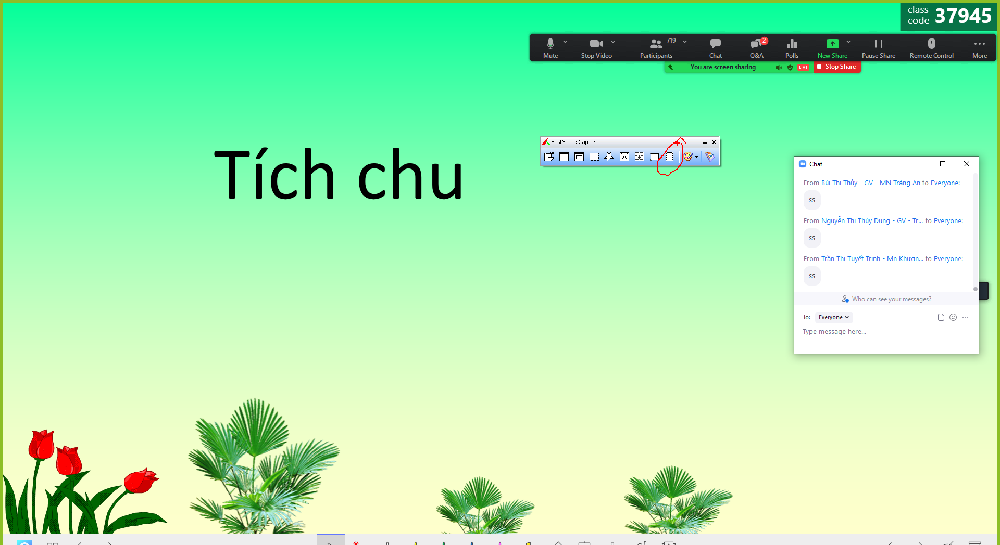 class
code 37945
Mute
Stop Video
719
Participants
Chat
2
Q&A
Polls
New Share
Pause Share
Remote Control
More
You are screen sharing
LIVE
Stop Share
FastStone Capture
Tích chu
Chat
From Bùi Thị Thủy - GV - MN Tràng An to Everyone:
ss
From Nguyễn Thị Thùy Dung - GV - Tr... to Everyone:
ss
From Trần Thị Tuyết Trinh - Mn Khươn... to Everyone:
ss
Who can see your messages?
To: Everyone
Type message here...